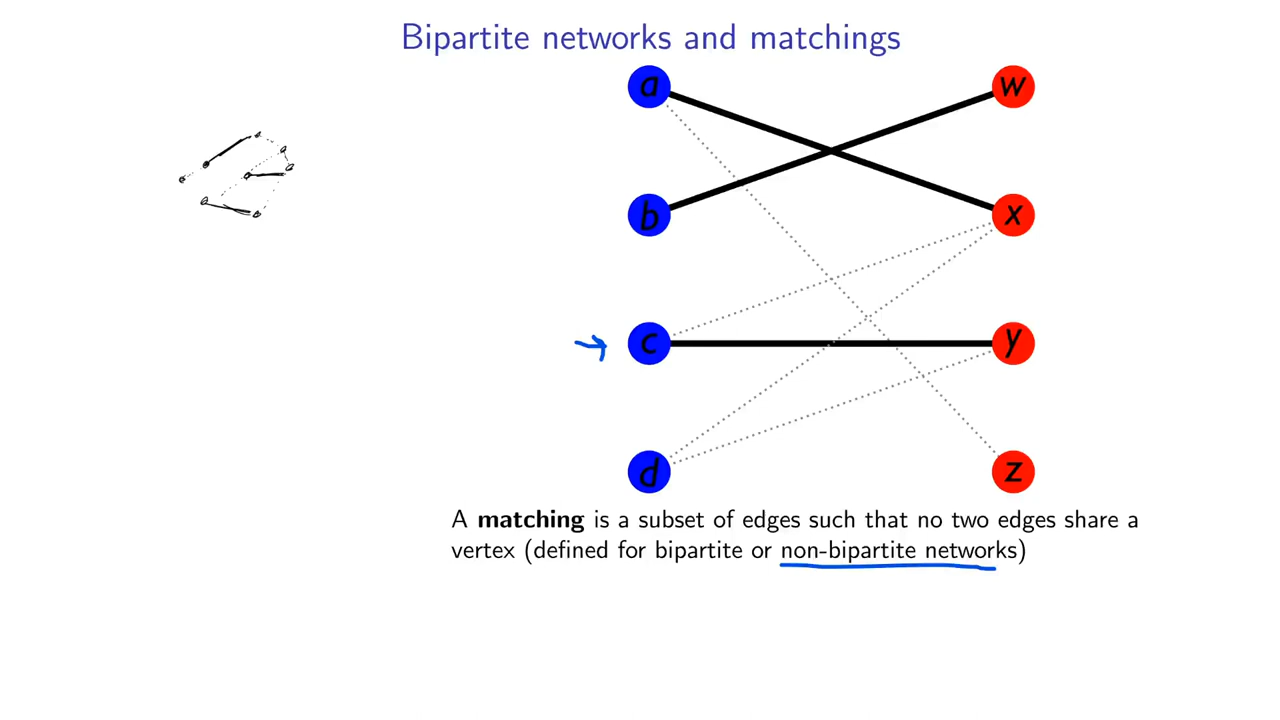 Bipartite networks and matchings
a w
b x
c y
d z
A matching is a subset of edges such that no two edges share a
vertex (defined for bipartite or non-bipartite networks)